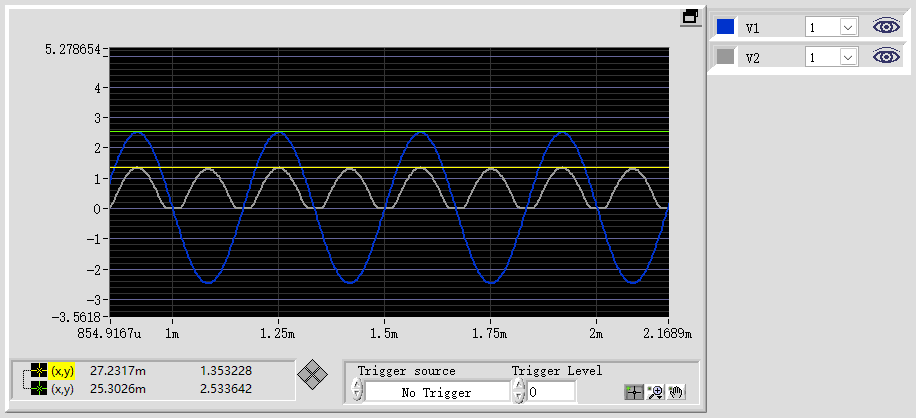 V1 1
V2 1
5.278654
4
3
2
1
0
-1
-2
-3
-3.5618
854.9167u 1m 1.25m 1.5m 1.75m 2m 2.1689m
(x,y) 27.2317m 1.353228
(x,y) 25.3026m 2.533642
Trigger source Trigger Level
No Trigger 0